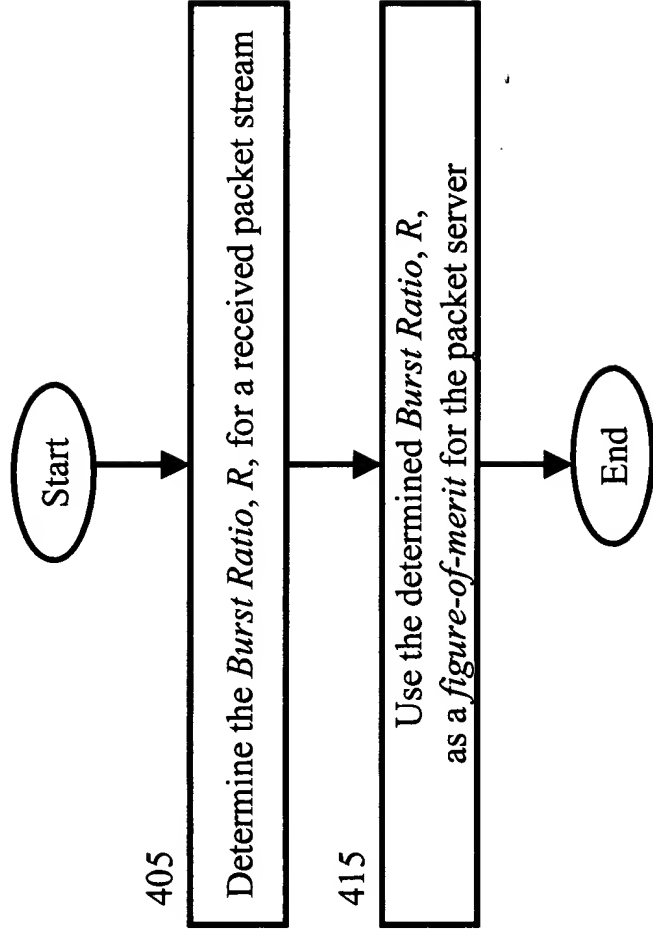 Start
405
Determine the Burst Ratio, R, for a received packet stream
415
Use the determined Burst Ratio, R,
as a figure-of-merit for the packet server
End